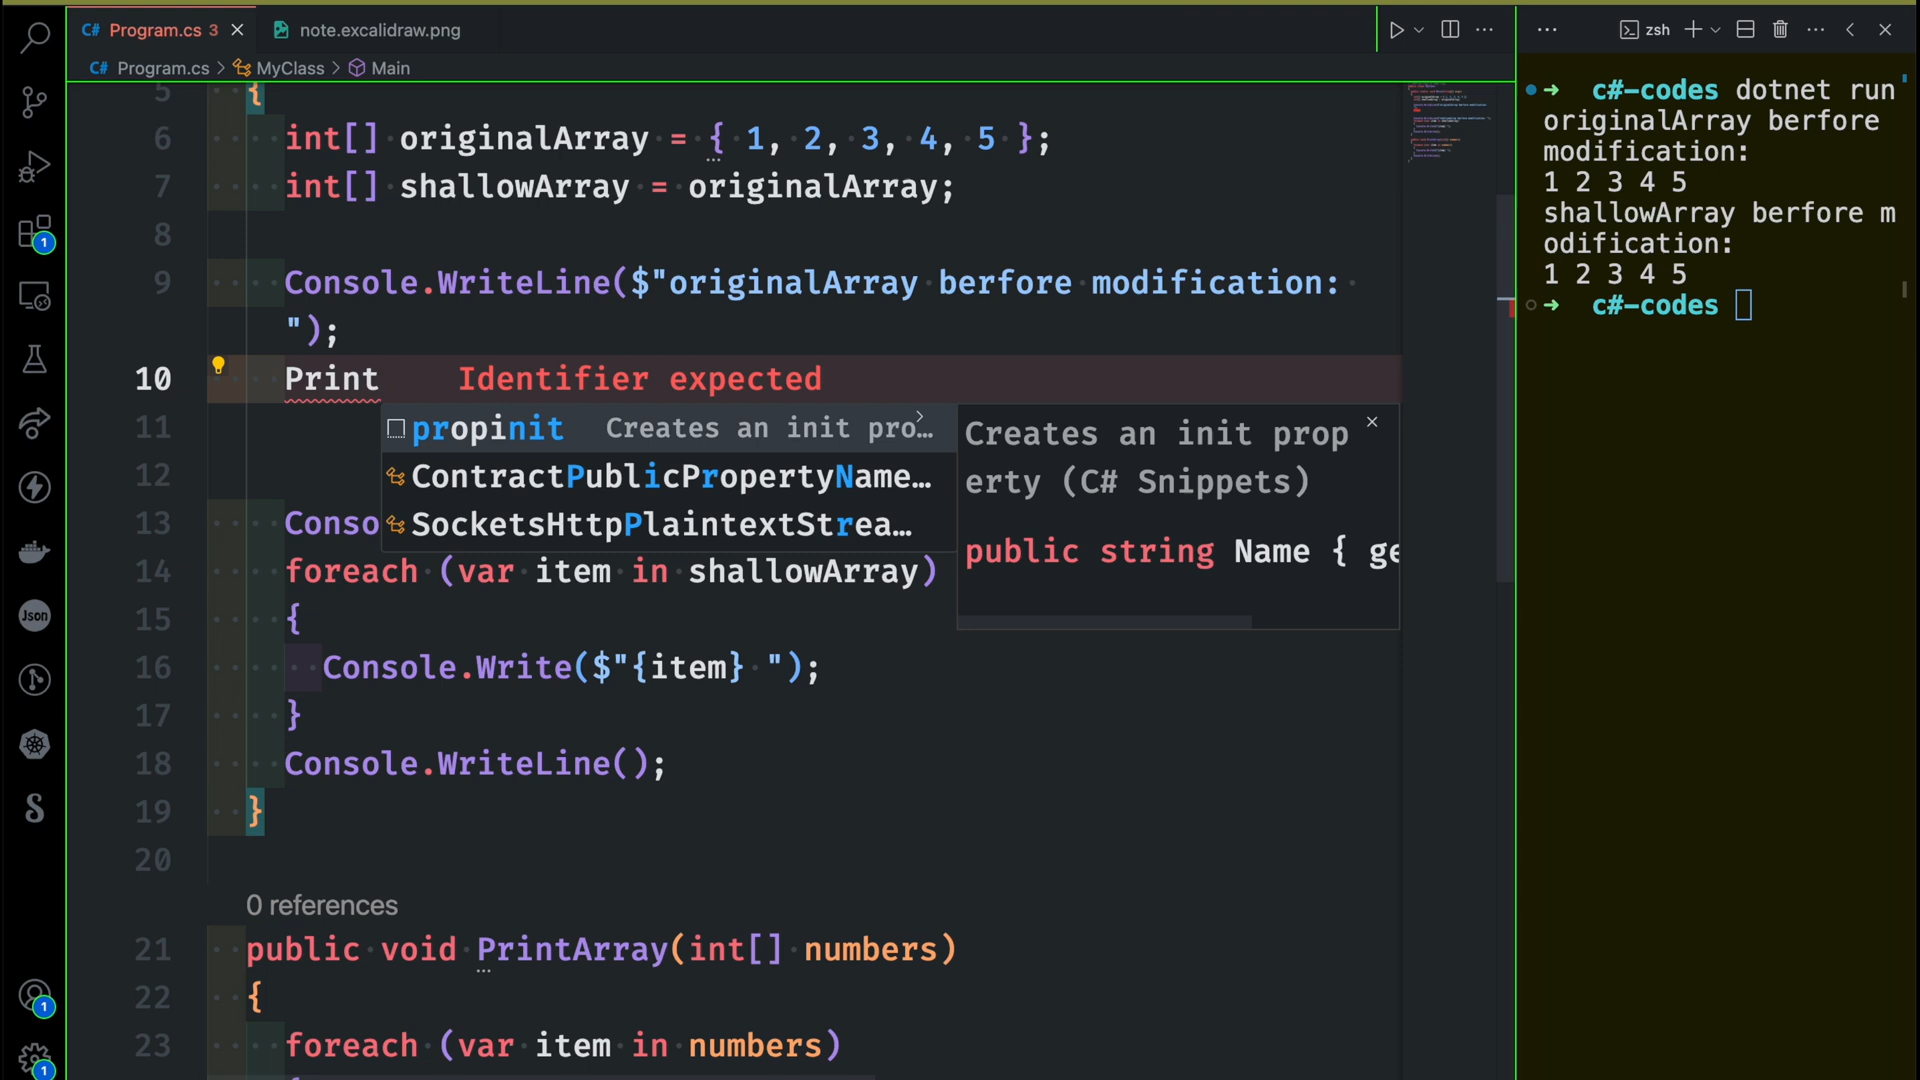 C# Program.cs 3
note.excalidraw.png
zsh
C# Program.cs > MyClass > Main
5 {
6 int[] originalArray = { 1, 2, 3, 4, 5 };
7 int[] shallowArray = originalArray;
8
9 Console.WriteLine($"originalArray berfore modification:
");
10 Print Identifier expected
11
12
13 Conso
14 foreach (var item in shallowArray)
15 {
16 Console.Write($"{item} ");
17 }
18 Console.WriteLine();
19 }
20
0 references
21 public void PrintArray(int[] numbers)
22 {
23 foreach (var item in numbers)
propinit Creates an init pro…
ContractPublicPropertyName…
SocketsHttpPlaintextStrea…
Creates an init prop
erty (C# Snippets)
public string Name { ge
➜ c#-codes dotnet run
originalArray berfore
modification:
1 2 3 4 5
shallowArray berfore m
odification:
1 2 3 4 5
➜ c#-codes
Json
1
1
1